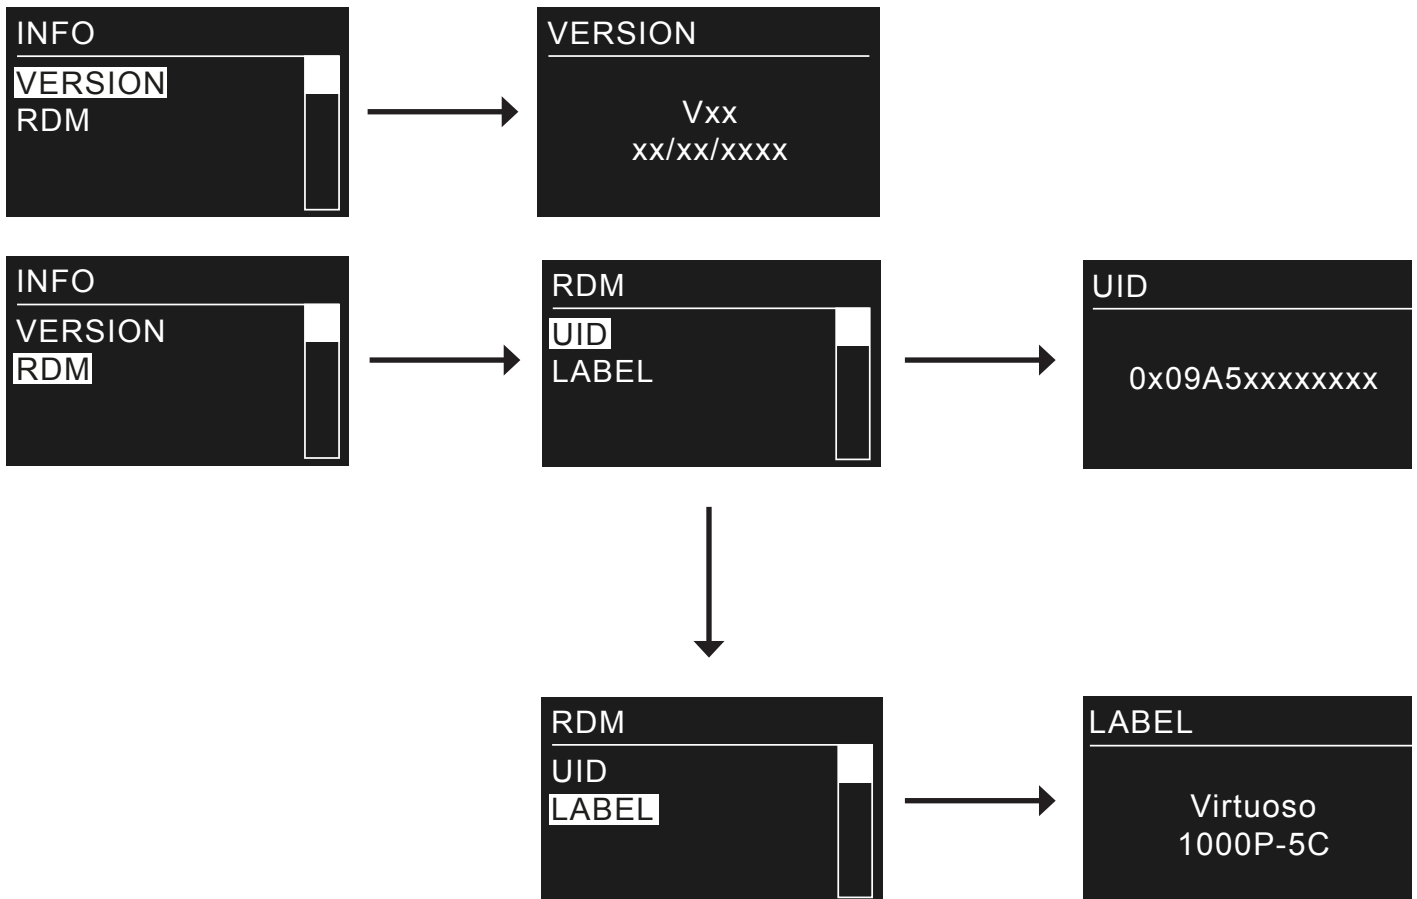 INFO
VERSION
RDM
VERSION
Vxx
xx/xx/xxxx
INFO
VERSION
RDM
RDM
UID
LABEL
UID
0x09A5xxxxxxxx
RDM
UID
LABEL
LABEL
Virtuoso
1000P-5C